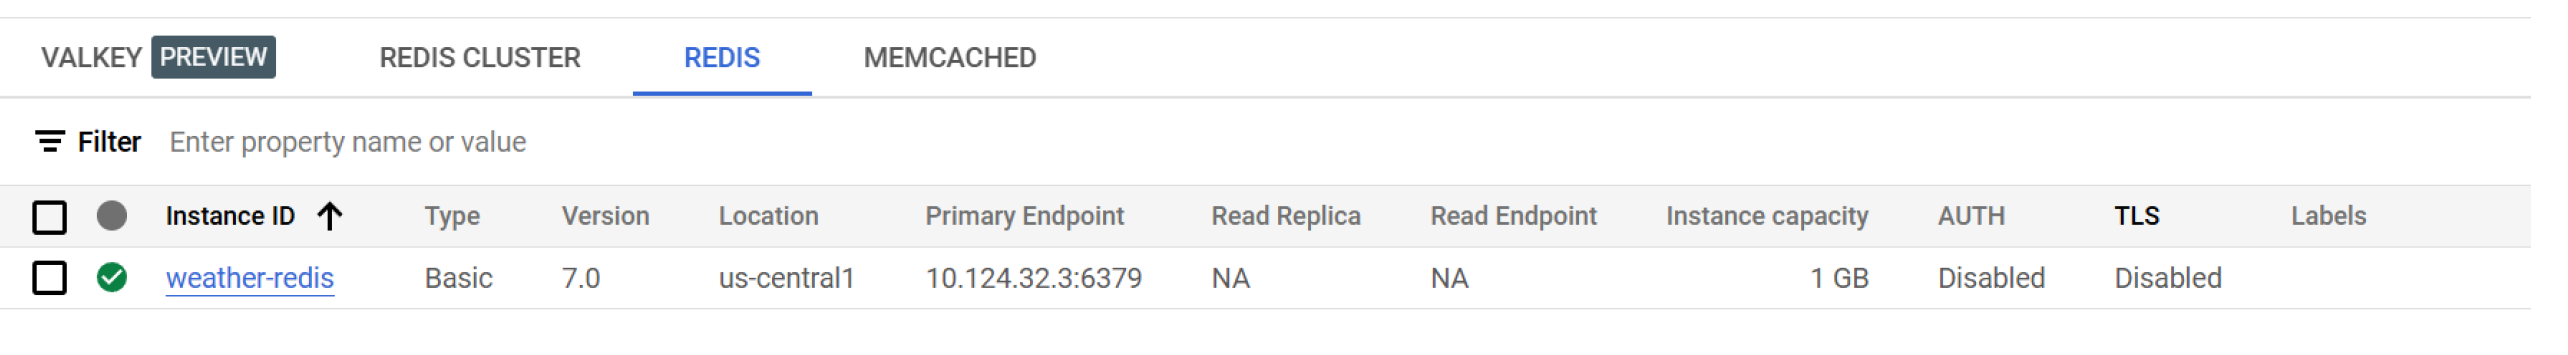 VALKEY PREVIEW REDIS CLUSTER REDIS MEMCACHED
Filter Enter property name or value
Instance ID Type Version Location Primary Endpoint Read Replica Read Endpoint Instance capacity AUTH TLS Labels
weather-redis Basic 7.0 us-central1 10.124.32.3:6379 NA NA 1 GB Disabled Disabled